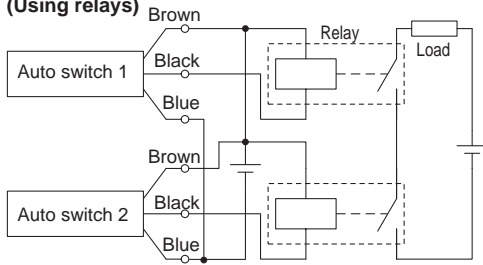 (Using relays)
Brown
Relay
Load
Auto switch 1
Black
Blue
Brown
Auto switch 2
Black
Blue